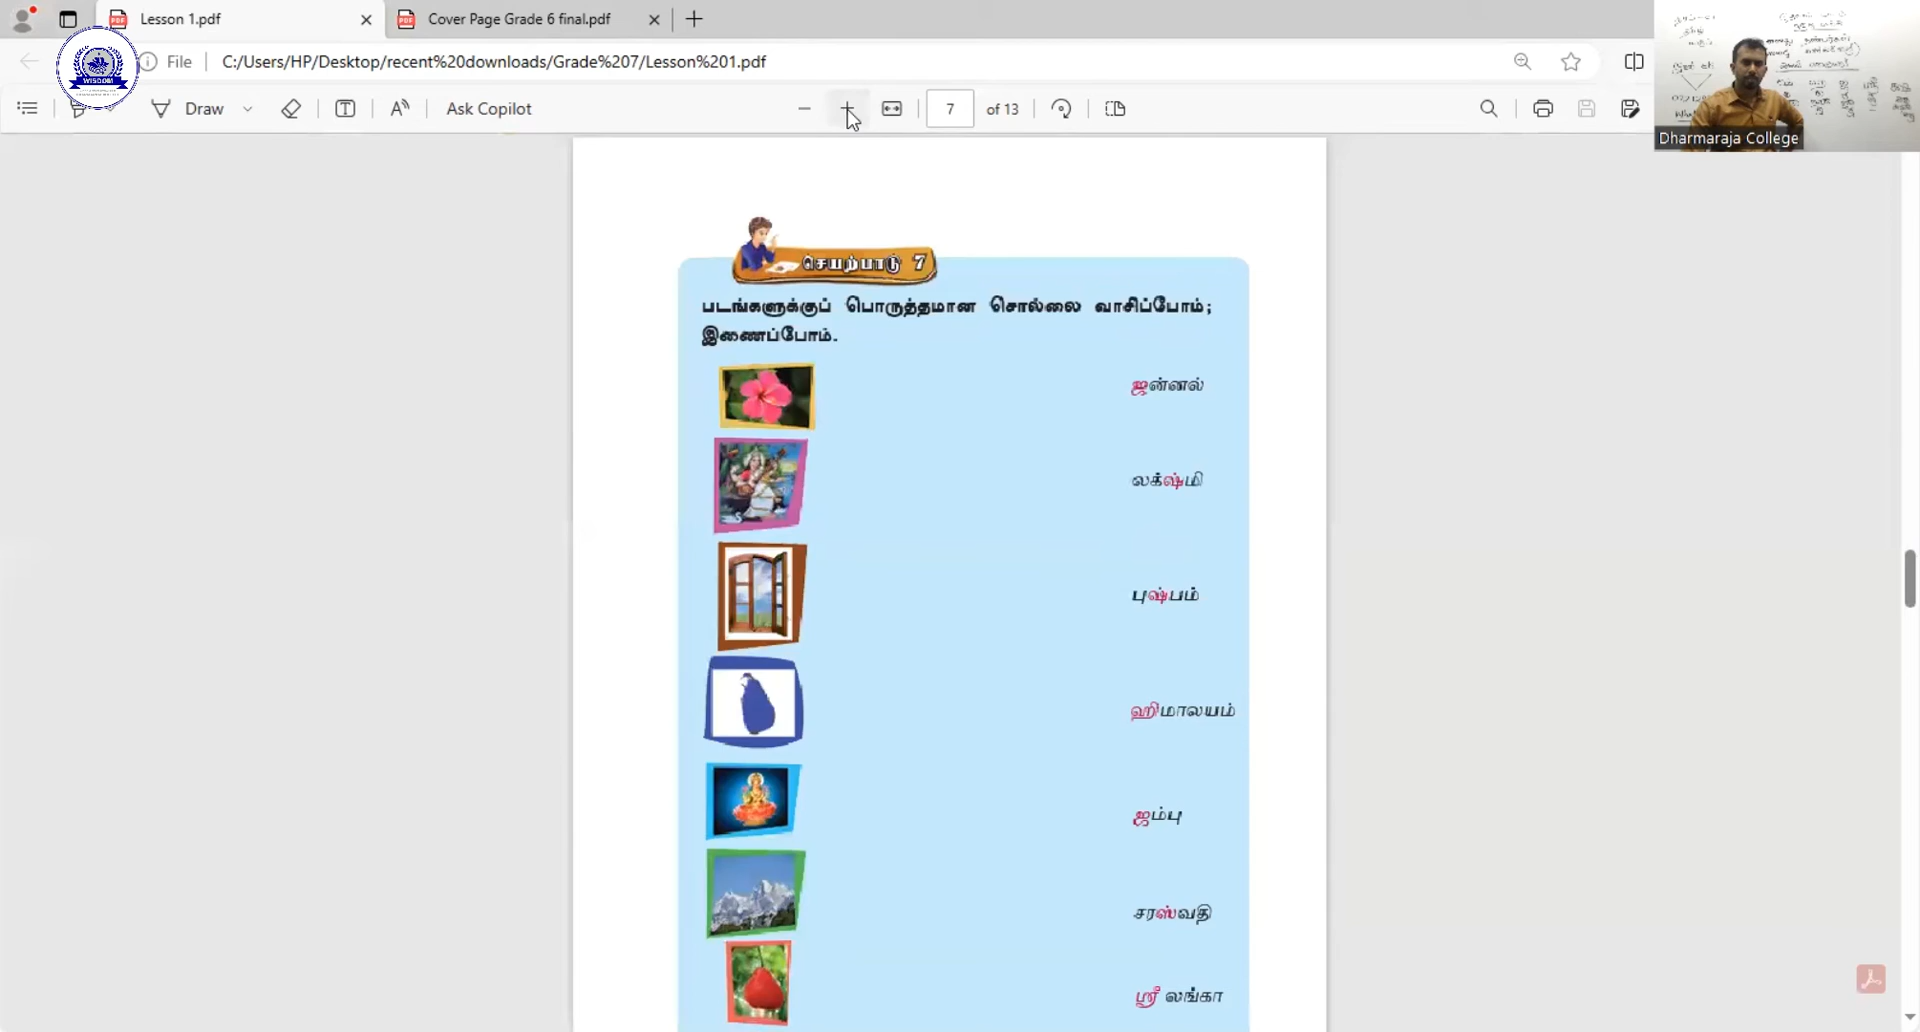 Lesson 1.pdf
Cover Page Grade 6 final.pdf
File
C:/Users/HP/Desktop/recent%20downloads/Grade%207/Lesson%201.pdf
WISDOM
Draw
Ask Copilot
7 of 13
Dharmaraja College
செயற்பாடு 7
படங்களுக்குப் பொருத்தமான சொல்லை வாசிப்போம்;
இணைப்போம்.
ஜன்னல்
லக்ஷ்மி
புஷ்பம்
ஹிமாலயம்
ஜம்பு
சரஸ்வதி
ஸ்ரீ லங்கா